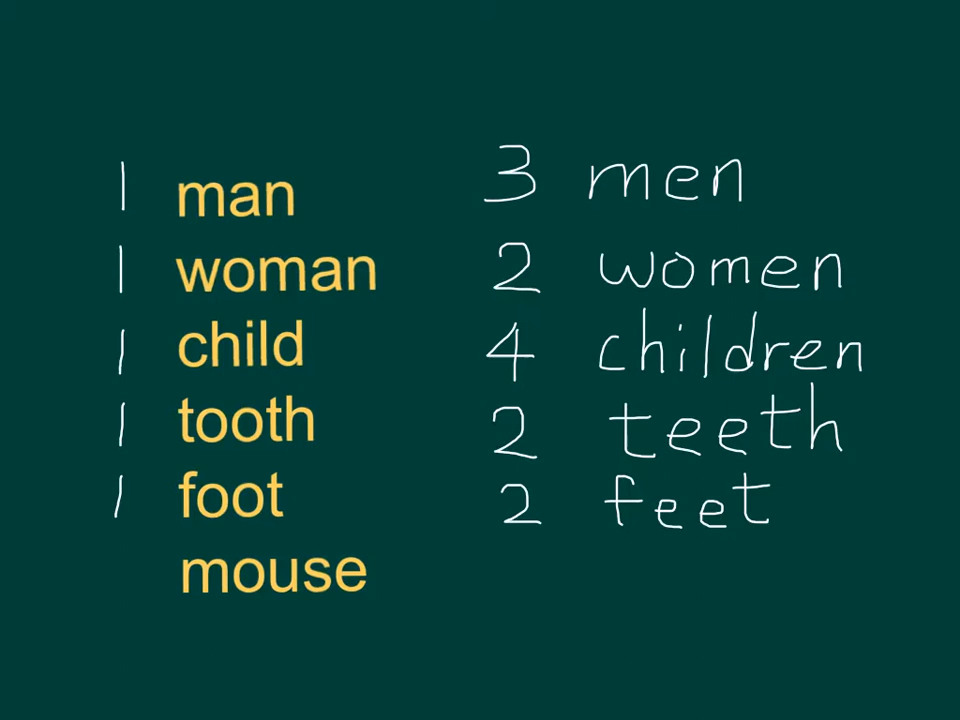 1 man 3 men
1 woman 2 women
1 child 4 children
1 tooth 2 teeth
1 foot 2 feet
mouse